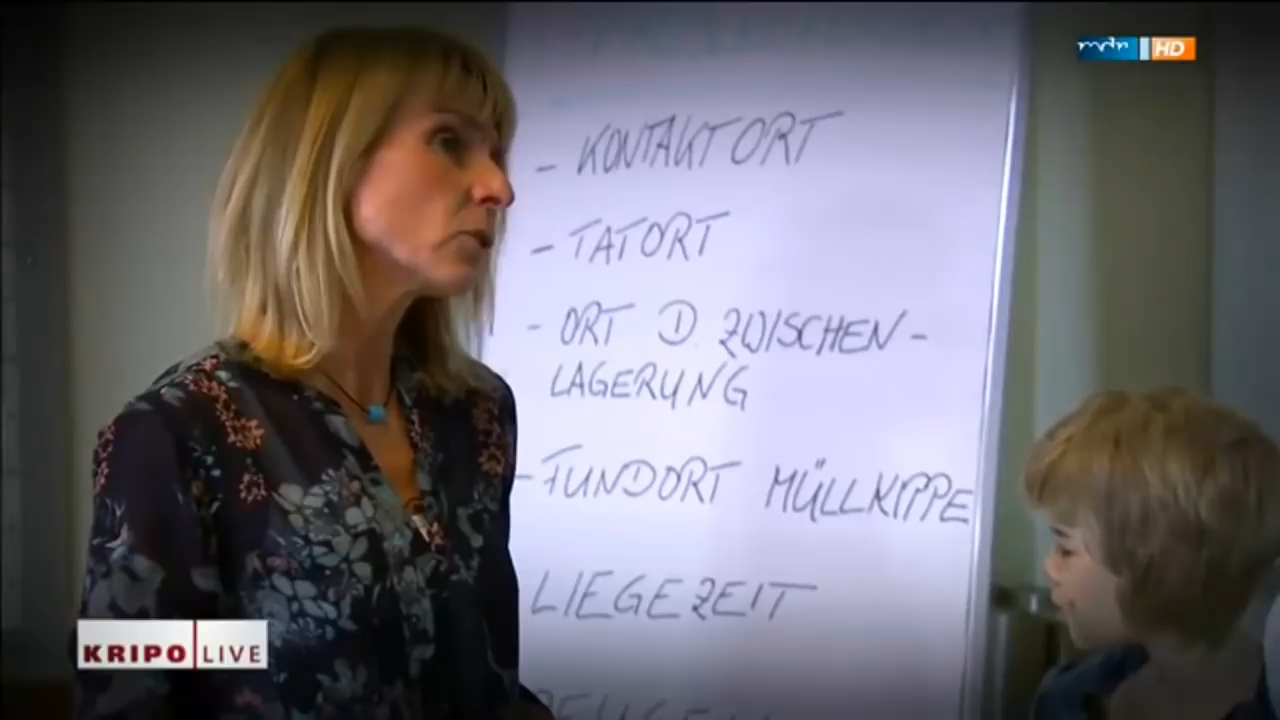 mdr HD
- KONTAKTORT
- TATORT
- ORT D. ZWISCHEN-
LAGERUNG
- FUNDORT MÜLLKIPPE
LIEGEZEIT
KRIPO LIVE